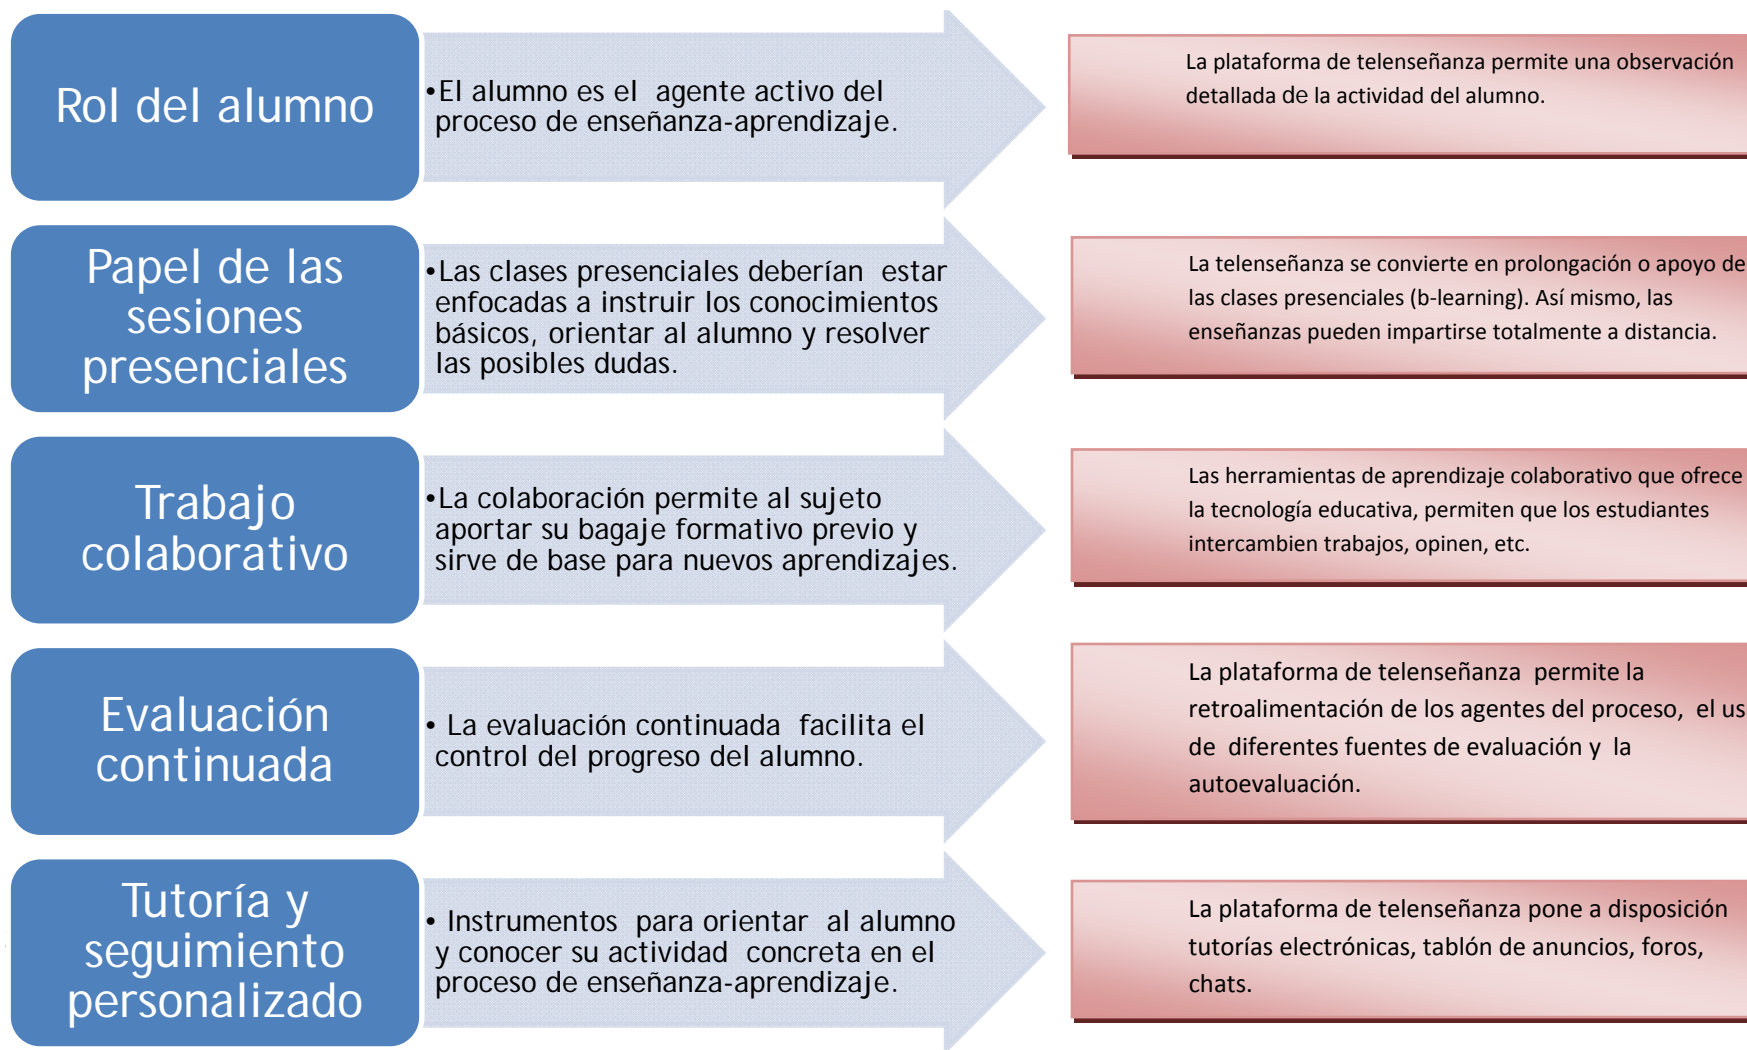 Rol del alumno
•El alumno es el agente activo del
proceso de enseñanza-aprendizaje.
La plataforma de telenseñanza permite una observación
detallada de la actividad del alumno.
Papel de las
sesiones
presenciales
•Las clases presenciales deberían estar
enfocadas a instruir los conocimientos
básicos, orientar al alumno y resolver
las posibles dudas.
La telenseñanza se convierte en prolongación o apoyo de
las clases presenciales (b-learning). Así mismo, las
enseñanzas pueden impartirse totalmente a distancia.
Trabajo
colaborativo
•La colaboración permite al sujeto
aportar su bagaje formativo previo y
sirve de base para nuevos aprendizajes.
Las herramientas de aprendizaje colaborativo que ofrece
la tecnología educativa, permiten que los estudiantes
intercambien trabajos, opinen, etc.
Evaluación
continuada
• La evaluación continuada facilita el
control del progreso del alumno.
La plataforma de telenseñanza permite la
retroalimentación de los agentes del proceso, el us
de diferentes fuentes de evaluación y la
autoevaluación.
Tutoría y
seguimiento
personalizado
• Instrumentos para orientar al alumno
y conocer su actividad concreta en el
proceso de enseñanza-aprendizaje.
La plataforma de telenseñanza pone a disposición
tutorías electrónicas, tablón de anuncios, foros,
chats.